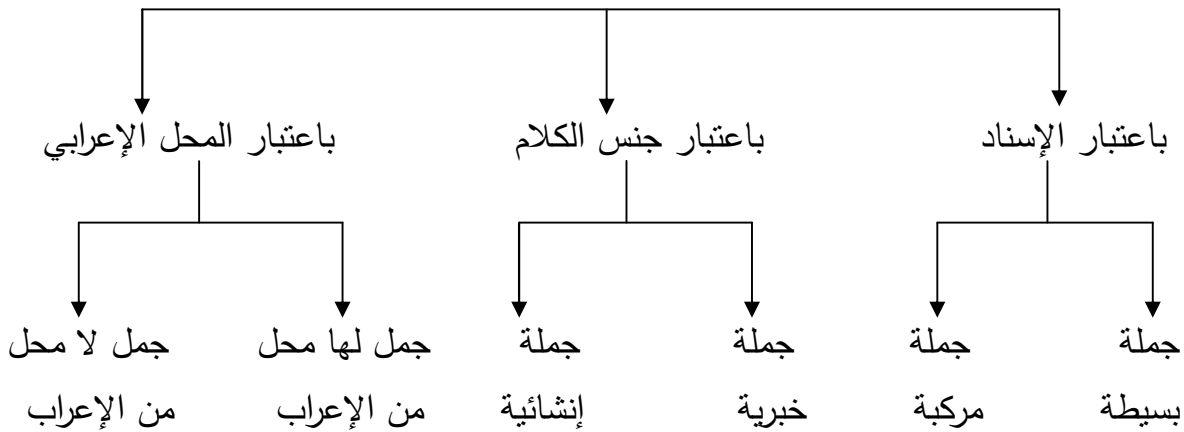 باعتبار الإسناد
باعتبار جنس الكلام
باعتبار المحل الإعرابي
جملة
بسيطة
جملة
مركبة
جملة
خبرية
جملة
إنشائية
جمل لها محل
من الإعراب
جمل لا محل
من الإعراب